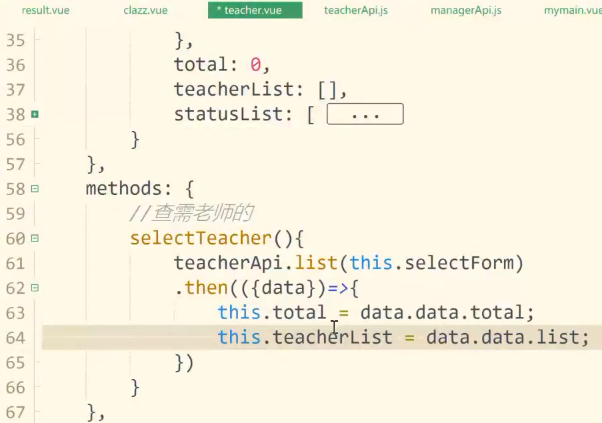 result.vue clazz.vue * teacher.vue teacherApi.js managerApi.js mymain.vue
35 },
36 total: 0,
37 teacherList: [],
38 statusList: [ ...
56 }
57 },
58 methods: {
59 //查需老师的
60 selectTeacher(){
61 teacherApi.list(this.selectForm)
62 .then(({data})=>{
63 this.total = data.data.total;
64 this.teacherList = data.data.list;
65 })
66 }
67 },